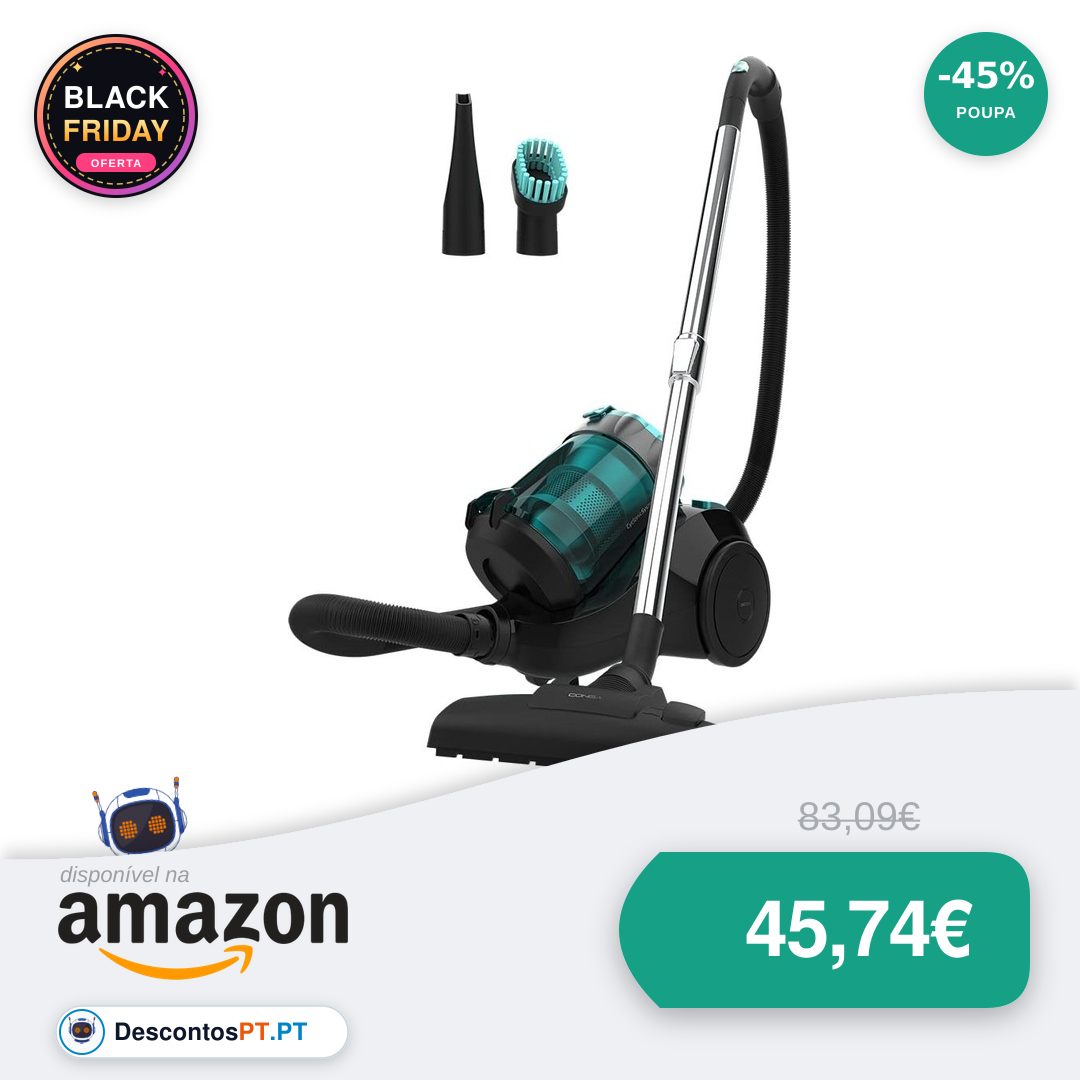 BLACK
FRIDAY
OFERTA
-45%
POUPA
83,09€
45,74€
disponível na
amazon
DescontosPT.PT